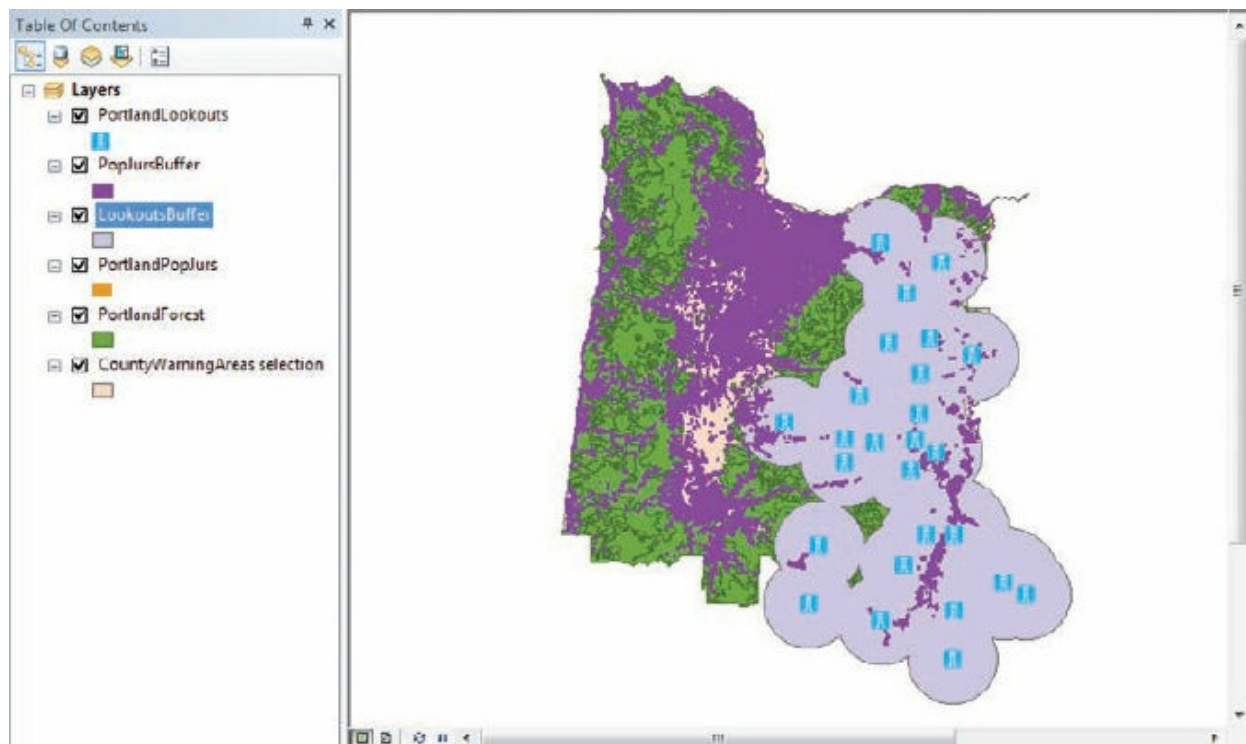 Table Of Contents
Layers
PortlandLookouts
PopJursBuffer
LookoutsBuffer
PortlandPopJurs
PortlandForest
CountyWarningAreas selection